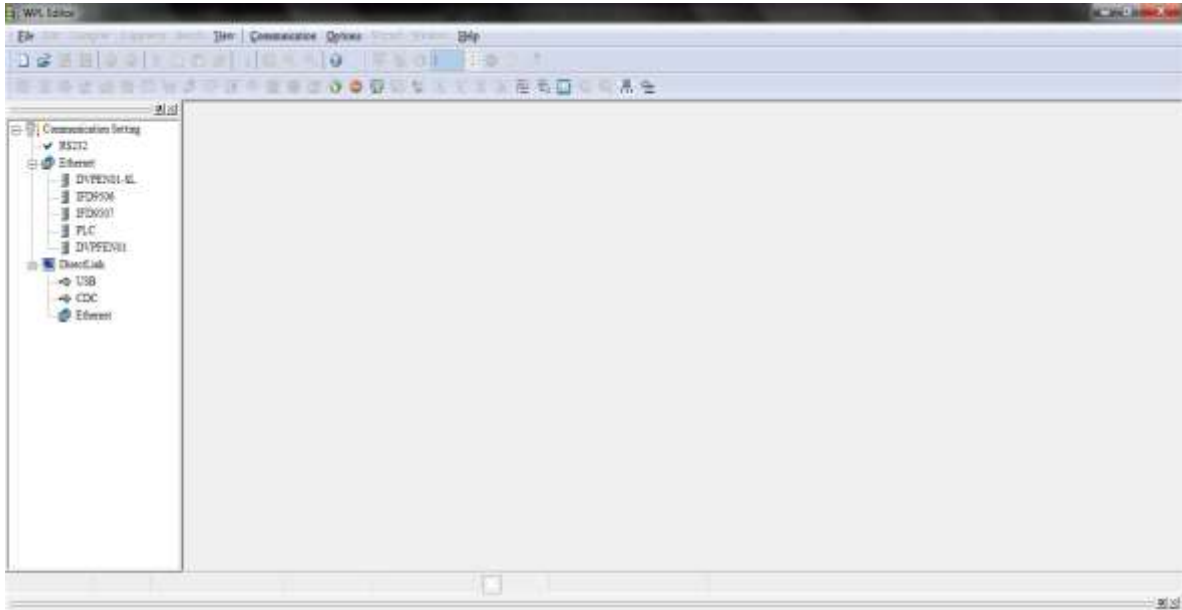 WPL Editor
File View Communication Options Help
Communication Setting
RS232
Ethernet
DVPEN01-SL
IFD9506
IFD9507
PLC
DVPFEN01
DirectLink
USB
CDC
Ethernet